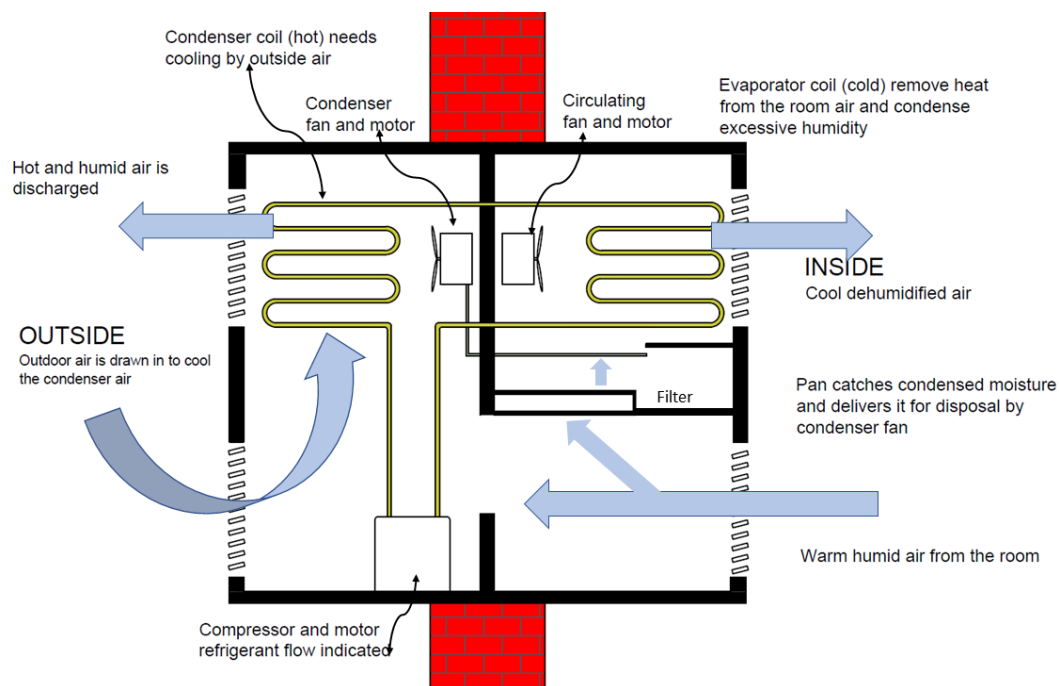 Condenser coil (hot) needs
cooling by outside air
Condenser
fan and motor
Circulating
fan and motor
Evaporator coil (cold) remove heat
from the room air and condense
excessive humidity
Hot and humid air is
discharged
INSIDE
Cool dehumidified air
OUTSIDE
Outdoor air is drawn in to cool
the condenser air
Filter
Pan catches condensed moisture
and delivers it for disposal by
condenser fan
Warm humid air from the room
Compressor and motor
refrigerant flow indicated